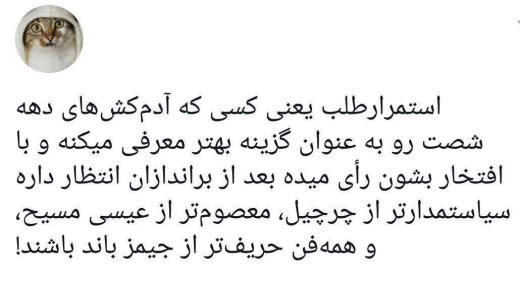 استمرارطلب یعنی کسی که آدم‌کش‌های دهه
شصت رو به عنوان گزینه بهتر معرفی میکنه و با
افتخار بشون رأی میده بعد از براندازان انتظار داره
سیاستمدارتر از چرچیل، معصوم‌تر از عیسی مسیح،
و همه‌فن حریف‌تر از جیمز باند باشند!